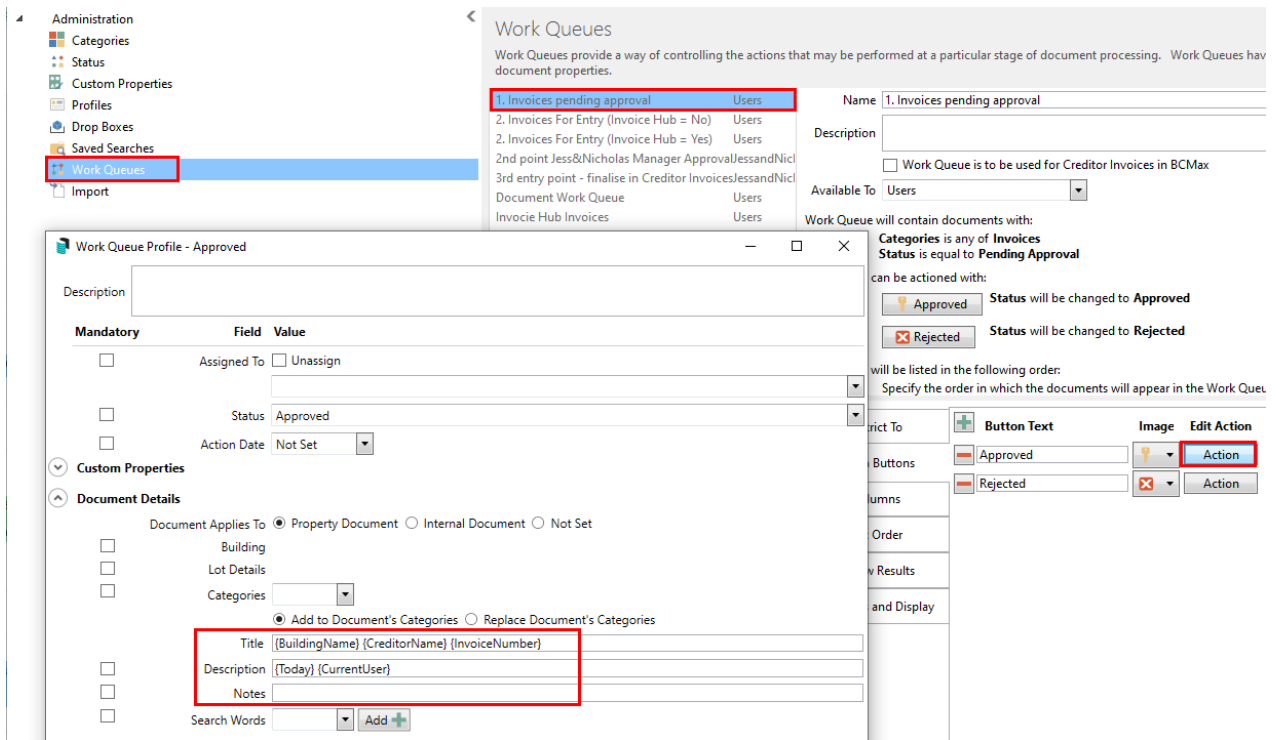 Administration
Categories
Status
Custom Properties
Profiles
Drop Boxes
Saved Searches
Work Queues
Import
Work Queues
Work Queues provide a way of controlling the actions that may be performed at a particular stage of document processing. Work Queues hav
document properties.
1. Invoices pending approval Users
2. Invoices For Entry (Invoice Hub = No) Users
2. Invoices For Entry (Invoice Hub = Yes) Users
2nd point Jess&Nicholas Manager ApprovalJessandNicl
3rd entry point - finalise in Creditor InvoicesJessandNicl
Document Work Queue Users
Invocie Hub Invoices Users
Name 1. Invoices pending approval
Description
Work Queue is to be used for Creditor Invoices in BCMax
Available To Users
Work Queue will contain documents with:
Categories is any of Invoices
Status is equal to Pending Approval
can be actioned with:
Approved Status will be changed to Approved
Rejected Status will be changed to Rejected
will be listed in the following order:
Specify the order in which the documents will appear in the Work Queu
trict To
Buttons
lumns
Order
w Results
and Display
Button Text Image Edit Action
Approved Action
Rejected Action
Work Queue Profile - Approved
Description
Mandatory Field Value
Assigned To Unassign
Status Approved
Action Date Not Set
Custom Properties
Document Details
Document Applies To Property Document Internal Document Not Set
Building
Lot Details
Categories
Add to Document's Categories Replace Document's Categories
Title {BuildingName} {CreditorName} {InvoiceNumber}
Description {Today} {CurrentUser}
Notes
Search Words Add